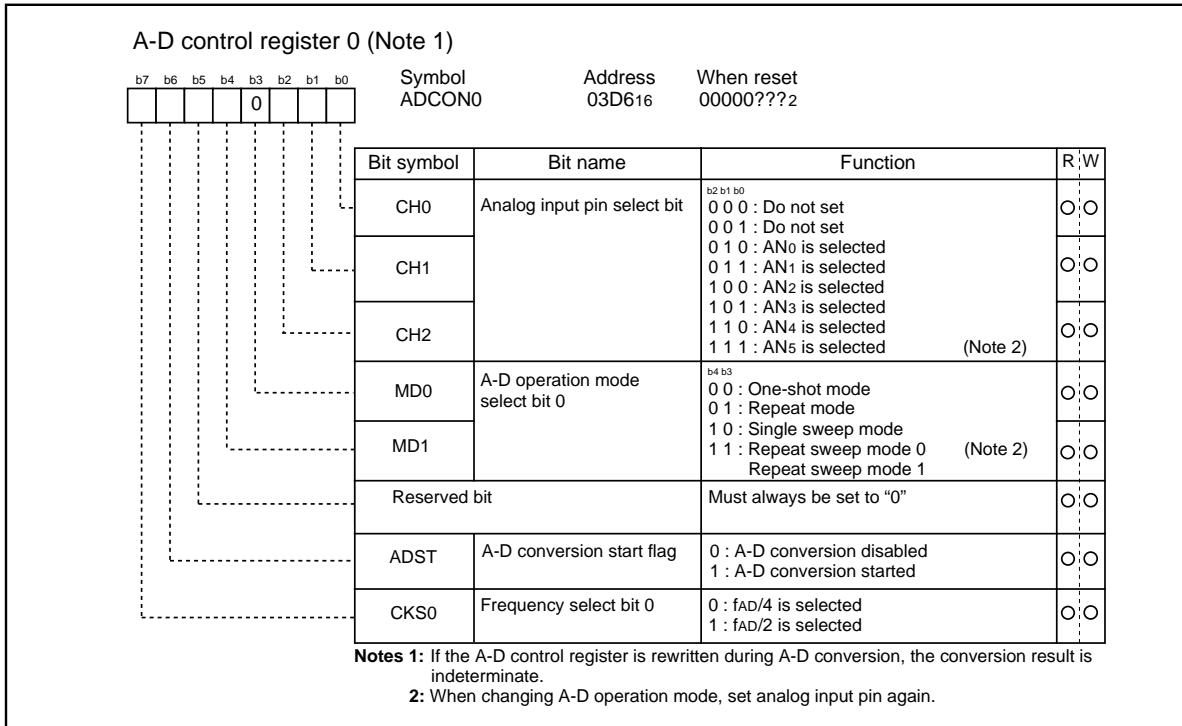 A-D control register 0 (Note 1)
b7 b6 b5 b4 b3 b2 b1 b0
0
Symbol Address When reset
ADCON0 03D616 00000???2
Bit symbol Bit name Function R W
CH0 Analog input pin select bit
b2 b1 b0
0 0 0 : Do not set
0 0 1 : Do not set
0 1 0 : AN0 is selected
0 1 1 : AN1 is selected
1 0 0 : AN2 is selected
1 0 1 : AN3 is selected
1 1 0 : AN4 is selected
1 1 1 : AN5 is selected (Note 2)
CH1
CH2
MD0 A-D operation mode
select bit 0
b4 b3
0 0 : One-shot mode
0 1 : Repeat mode
1 0 : Single sweep mode
1 1 : Repeat sweep mode 0 (Note 2)
Repeat sweep mode 1
MD1
Reserved bit Must always be set to “0”
ADST A-D conversion start flag 0 : A-D conversion disabled
1 : A-D conversion started
CKS0 Frequency select bit 0 0 : fAD/4 is selected
1 : fAD/2 is selected
Notes 1: If the A-D control register is rewritten during A-D conversion, the conversion result is
indeterminate.
2: When changing A-D operation mode, set analog input pin again.